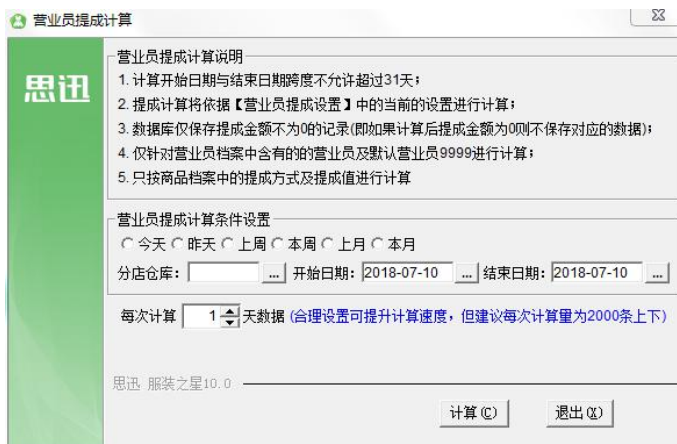 营业员提成计算
思迅
营业员提成计算说明
1. 计算开始日期与结束日期跨度不允许超过31天；
2. 提成计算将依据【营业员提成设置】中的当前的设置进行计算；
3. 数据库仅保存提成金额不为0的记录(即如果计算后提成金额为0则不保存对应的数据)；
4. 仅针对营业员档案中含有的的营业员及默认营业员9999进行计算；
5. 只按商品档案中的提成方式及提成值进行计算
营业员提成计算条件设置
今天 昨天 上周 本周 上月 本月
分店仓库： ... 开始日期： 2018-07-10 ... 结束日期： 2018-07-10 ...
每次计算 1 天数据 (合理设置可提升计算速度，但建议每次计算量为2000条上下)
思迅 服装之星10.0
计算(C) 退出(X)